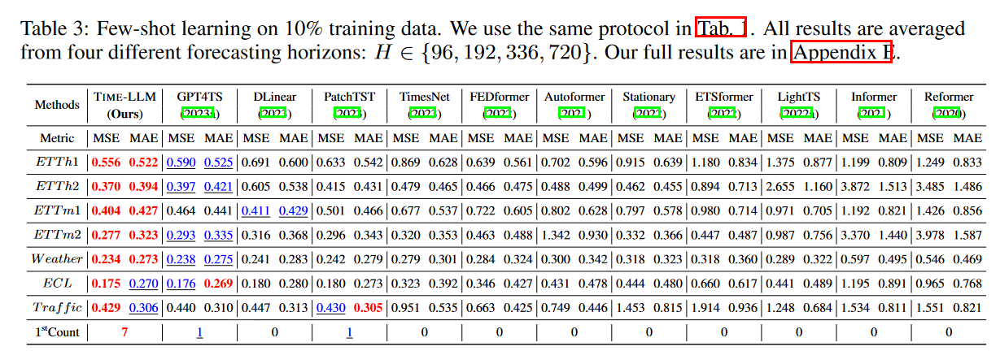 Table 3: Few-shot learning on 10% training data. We use the same protocol in Tab. 1. All results are averaged
from four different forecasting horizons: H ∈ {96, 192, 336, 720}. Our full results are in Appendix E.
Methods TIME-LLM (Ours) GPT4TS (2023a) DLinear (2023) PatchTST (2023) TimesNet (2023) FEDformer (2022) Autoformer (2021) Stationary (2022) ETSformer (2022) LightTS (2022a) Informer (2021) Reformer (2020)
Metric MSE MAE MSE MAE MSE MAE MSE MAE MSE MAE MSE MAE MSE MAE MSE MAE MSE MAE MSE MAE MSE MAE MSE MAE
ETTh1 0.556 0.522 0.590 0.525 0.691 0.600 0.633 0.542 0.869 0.628 0.639 0.561 0.702 0.596 0.915 0.639 1.180 0.834 1.375 0.877 1.199 0.809 1.249 0.833
ETTh2 0.370 0.394 0.397 0.421 0.605 0.538 0.415 0.431 0.479 0.465 0.466 0.475 0.488 0.499 0.462 0.455 0.894 0.713 2.655 1.160 3.872 1.513 3.485 1.486
ETTm1 0.404 0.427 0.464 0.441 0.411 0.429 0.501 0.466 0.677 0.537 0.722 0.605 0.802 0.628 0.797 0.578 0.980 0.714 0.971 0.705 1.192 0.821 1.426 0.856
ETTm2 0.277 0.323 0.293 0.335 0.316 0.368 0.296 0.343 0.320 0.353 0.463 0.488 1.342 0.930 0.332 0.366 0.447 0.487 0.987 0.756 3.370 1.440 3.978 1.587
Weather 0.234 0.273 0.238 0.275 0.241 0.283 0.242 0.279 0.279 0.301 0.284 0.324 0.300 0.342 0.318 0.323 0.318 0.360 0.289 0.322 0.597 0.495 0.546 0.469
ECL 0.175 0.270 0.176 0.269 0.180 0.280 0.180 0.273 0.323 0.392 0.346 0.427 0.431 0.478 0.444 0.480 0.660 0.617 0.441 0.489 1.195 0.891 0.965 0.768
Traffic 0.429 0.306 0.440 0.310 0.447 0.313 0.430 0.305 0.951 0.535 0.663 0.425 0.749 0.446 1.453 0.815 1.914 0.936 1.248 0.684 1.534 0.811 1.551 0.821
1stCount 7 1 0 1 0 0 0 0 0 0 0 0